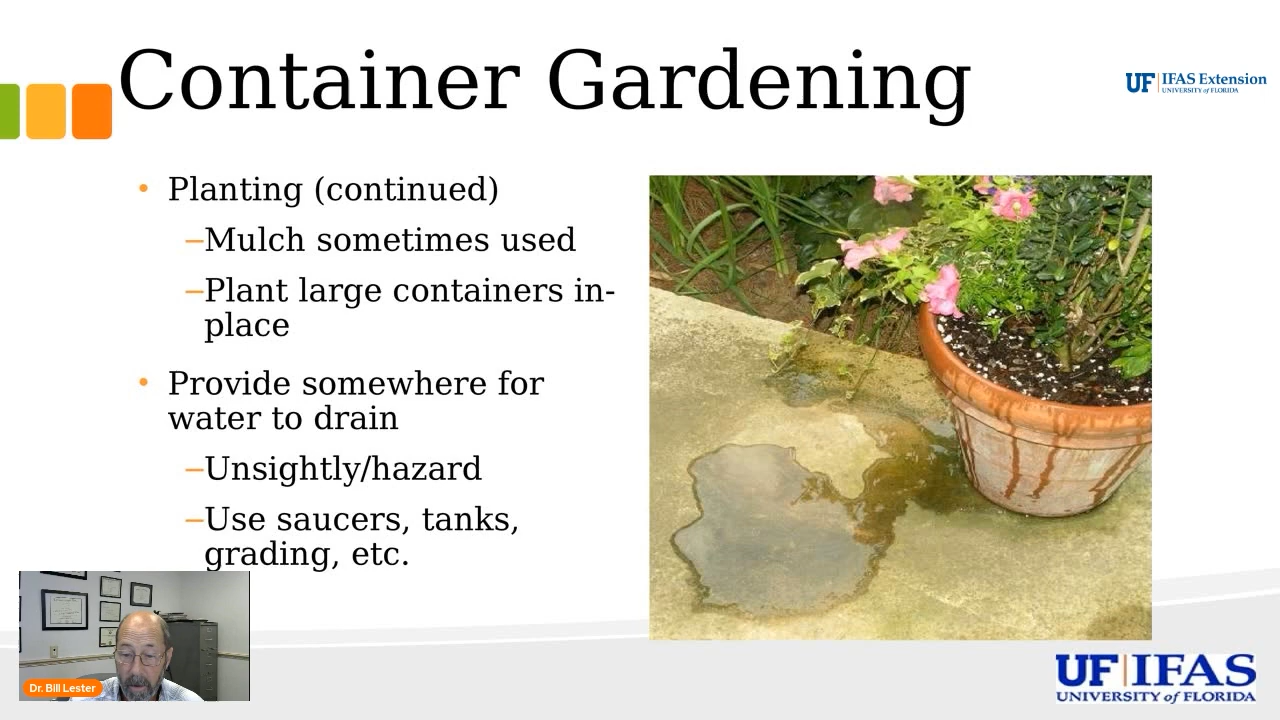 Container Gardening
UF IFAS Extension
UNIVERSITY of FLORIDA
• Planting (continued)
–Mulch sometimes used
–Plant large containers in-
place
• Provide somewhere for
water to drain
–Unsightly/hazard
–Use saucers, tanks,
grading, etc.
Dr. Bill Lester
UF IFAS
UNIVERSITY of FLORIDA